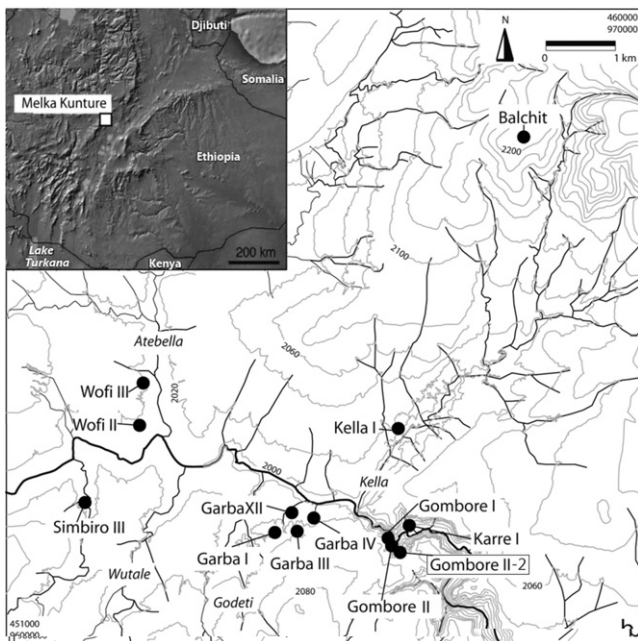 Djibuti
Somalia
Melka Kunture
Ethiopia
Lake
Turkana
Kenya
200 km
N
460000
970000
0 1 km
Balchit
2200
2100
2060
Atebella
Wofi III
2020
Wofi II
Kella I
2000
Kella
Simbiro III
GarbaXII
Gombore I
Garba IV
Karre I
Garba I
Garba III
Gombore II-2
Wutale
2080
2060
Godeti
Gombore II
451000
b